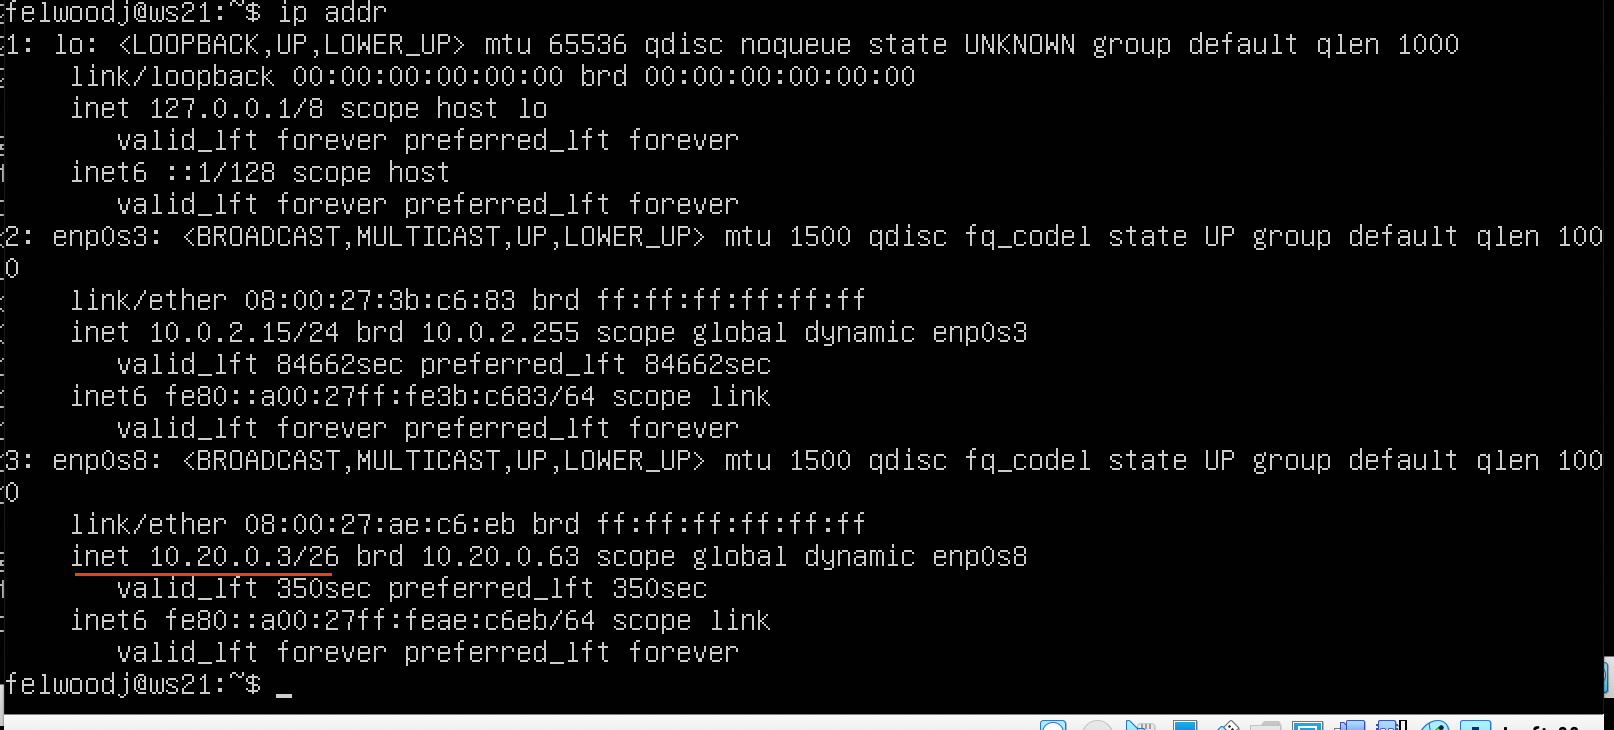 felwoodj@ws21:~$ ip addr
1: lo: <LOOPBACK,UP,LOWER_UP> mtu 65536 qdisc noqueue state UNKNOWN group default qlen 1000
    link/loopback 00:00:00:00:00:00 brd 00:00:00:00:00:00
    inet 127.0.0.1/8 scope host lo
       valid_lft forever preferred_lft forever
    inet6 ::1/128 scope host
       valid_lft forever preferred_lft forever
2: enp0s3: <BROADCAST,MULTICAST,UP,LOWER_UP> mtu 1500 qdisc fq_codel state UP group default qlen 100
0
    link/ether 08:00:27:3b:c6:83 brd ff:ff:ff:ff:ff:ff
    inet 10.0.2.15/24 brd 10.0.2.255 scope global dynamic enp0s3
       valid_lft 84662sec preferred_lft 84662sec
    inet6 fe80::a00:27ff:fe3b:c683/64 scope link
       valid_lft forever preferred_lft forever
3: enp0s8: <BROADCAST,MULTICAST,UP,LOWER_UP> mtu 1500 qdisc fq_codel state UP group default qlen 100
0
    link/ether 08:00:27:ae:c6:eb brd ff:ff:ff:ff:ff:ff
    inet 10.20.0.3/26 brd 10.20.0.63 scope global dynamic enp0s8
       valid_lft 350sec preferred_lft 350sec
    inet6 fe80::a00:27ff:feae:c6eb/64 scope link
       valid_lft forever preferred_lft forever
felwoodj@ws21:~$ _